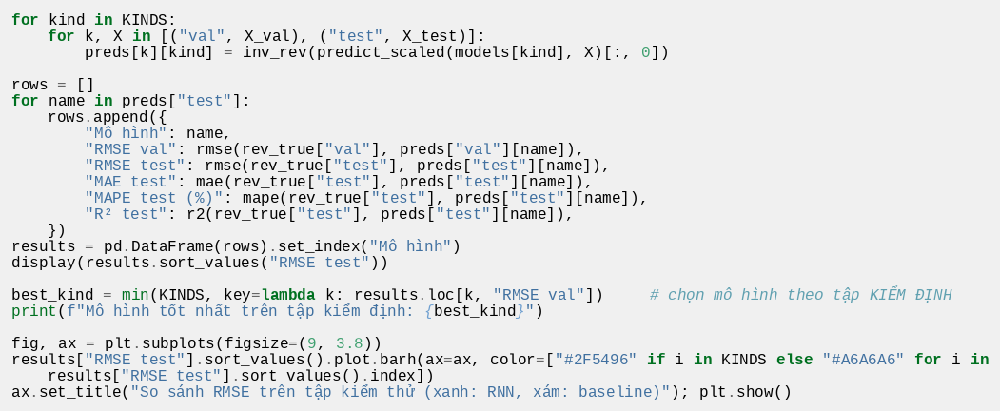 for kind in KINDS:
    for k, X in [("val", X_val), ("test", X_test)]:
        preds[k][kind] = inv_rev(predict_scaled(models[kind], X)[:, 0])

rows = []
for name in preds["test"]:
    rows.append({
        "Mô hình": name,
        "RMSE val": rmse(rev_true["val"], preds["val"][name]),
        "RMSE test": rmse(rev_true["test"], preds["test"][name]),
        "MAE test": mae(rev_true["test"], preds["test"][name]),
        "MAPE test (%)": mape(rev_true["test"], preds["test"][name]),
        "R² test": r2(rev_true["test"], preds["test"][name]),
    })
results = pd.DataFrame(rows).set_index("Mô hình")
display(results.sort_values("RMSE test"))

best_kind = min(KINDS, key=lambda k: results.loc[k, "RMSE val"])     # chọn mô hình theo tập KIỂM ĐỊNH
print(f"Mô hình tốt nhất trên tập kiểm định: {best_kind}")

fig, ax = plt.subplots(figsize=(9, 3.8))
results["RMSE test"].sort_values().plot.barh(ax=ax, color=["#2F5496" if i in KINDS else "#A6A6A6" for i in
    results["RMSE test"].sort_values().index])
ax.set_title("So sánh RMSE trên tập kiểm thử (xanh: RNN, xám: baseline)"); plt.show()